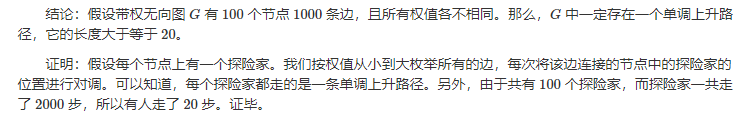 结论：假设带权无向图 G 有 100 个节点 1000 条边，且所有权值各不相同。那么，G 中一定存在一个单调上升路
径，它的长度大于等于 20。
证明：假设每个节点上有一个探险家。我们按权值从小到大枚举所有的边，每次将该边连接的节点中的探险家的
位置进行对调。可以知道，每个探险家都走的是一条单调上升路径。另外，由于共有 100 个探险家，而探险家一共走
了 2000 步，所以有人走了 20 步。证毕。